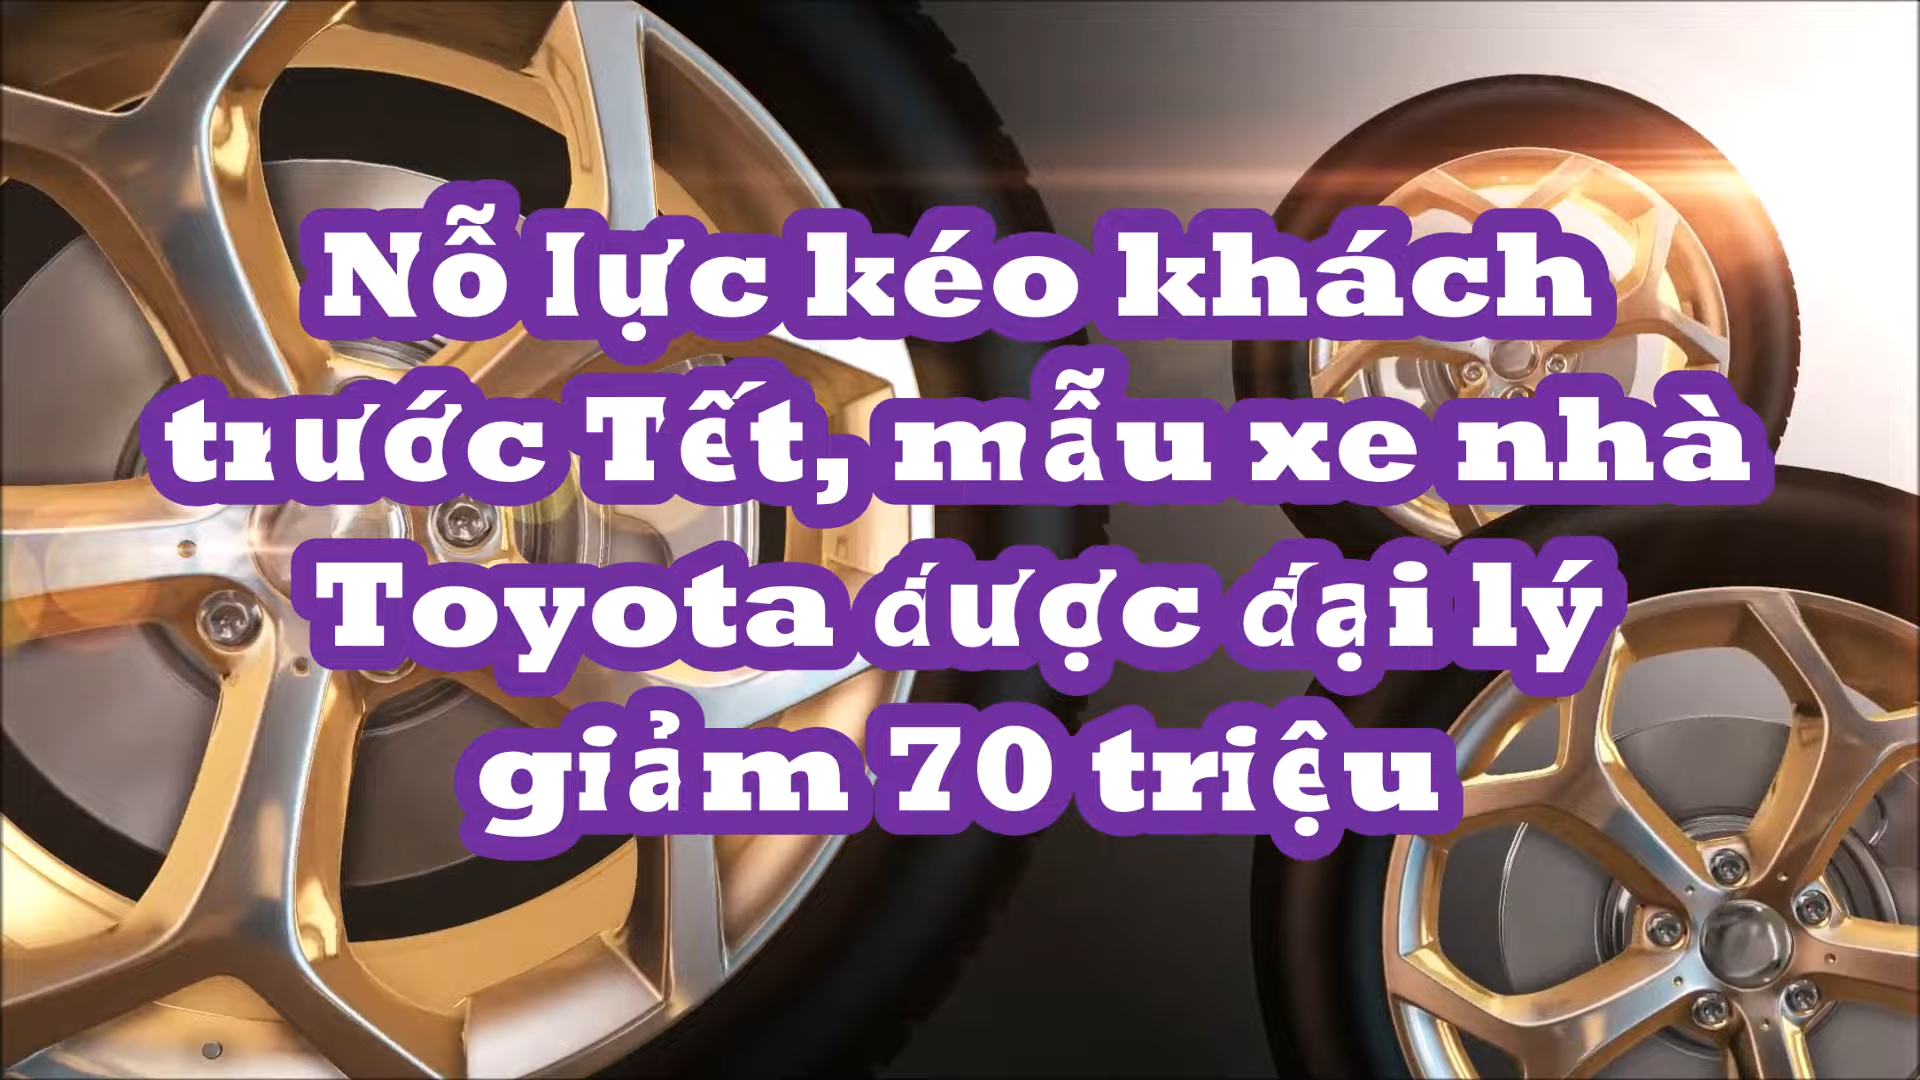 Nỗ lực kéo khách
trước Tết, mẫu xe nhà
Toyota được đại lý
giảm 70 triệu